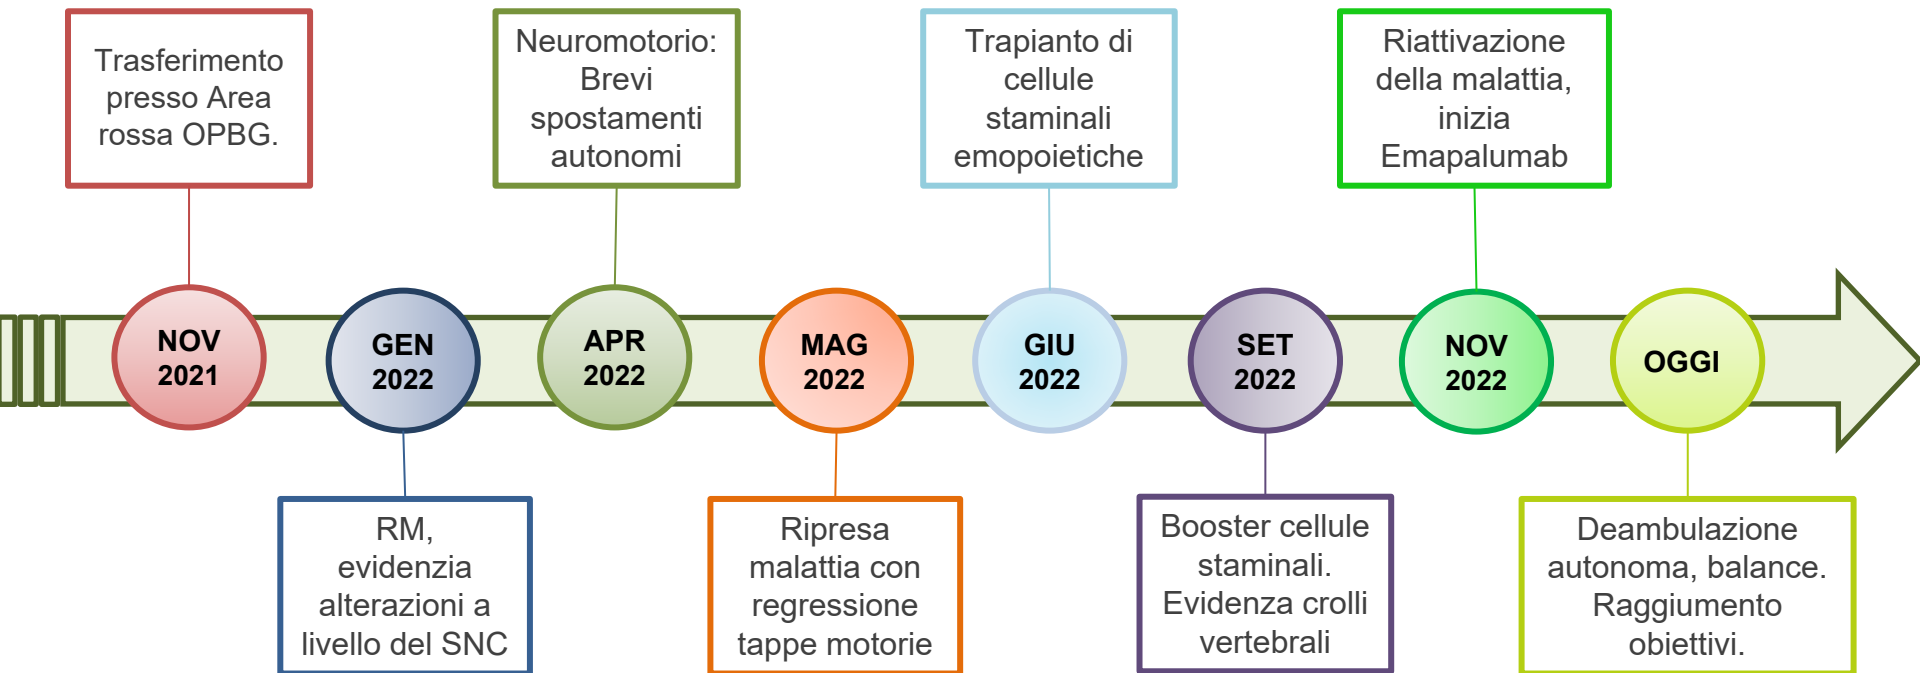 Trasferimento
presso Area
rossa OPBG.
Neuromotorio:
Brevi
spostamenti
autonomi
Trapianto di
cellule
staminali
emopoietiche
Riattivazione
della malattia,
inizia
Emapalumab
NOV
2021
GEN
2022
APR
2022
MAG
2022
GIU
2022
SET
2022
NOV
2022
OGGI
RM,
evidenzia
alterazioni a
livello del SNC
Ripresa
malattia con
regressione
tappe motorie
Booster cellule
staminali.
Evidenza crolli
vertebrali
Deambulazione
autonoma, balance.
Raggiumento
obiettivi.